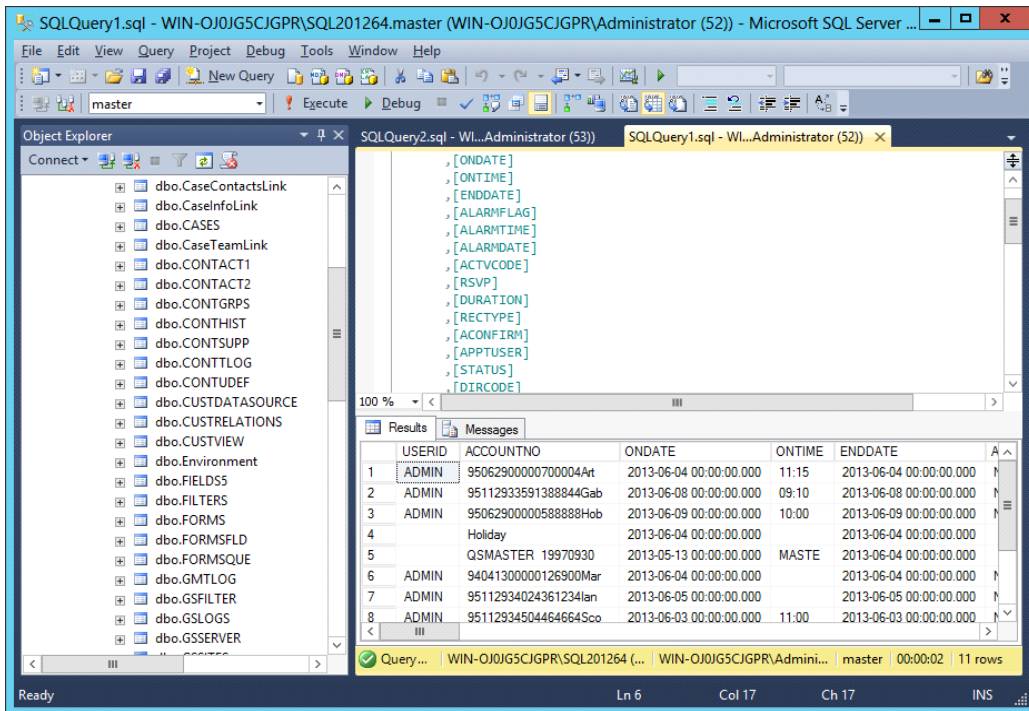 SQLQuery1.sql - WIN-OJ0JG5CJGPR\SQL201264.master (WIN-OJ0JG5CJGPR\Administrator (52)) - Microsoft SQL Server ...
File Edit View Query Project Debug Tools Window Help
New Query
master Execute Debug
Object Explorer
Connect
dbo.CaseContactsLink
dbo.CaseInfoLink
dbo.CASES
dbo.CaseTeamLink
dbo.CONTACT1
dbo.CONTACT2
dbo.CONTGRPS
dbo.CONTHIST
dbo.CONTSUPP
dbo.CONTTLOG
dbo.CONTUDEF
dbo.CUSTDATASOURCE
dbo.CUSTRELATIONS
dbo.CUSTVIEW
dbo.Environment
dbo.FIELDS5
dbo.FILTERS
dbo.FORMS
dbo.FORMSFLD
dbo.FORMSQUE
dbo.GMTLOG
dbo.GSFILTER
dbo.GSLOGS
dbo.GSSERVER
SQLQuery2.sql - WI...Administrator (53)) SQLQuery1.sql - WI...Administrator (52))
,[ONDATE]
,[ONTIME]
,[ENDDATE]
,[ALARMFLAG]
,[ALARMTIME]
,[ALARMDATE]
,[ACTVCODE]
,[RSVP]
,[DURATION]
,[RECTYPE]
,[ACONFIRM]
,[APPTUSER]
,[STATUS]
,[DIRCODE]
100 %
Results Messages
USERID ACCOUNTNO ONDATE ONTIME ENDDATE A
1 ADMIN 95062900000700004Art 2013-06-04 00:00:00.000 11:15 2013-06-04 00:00:00.000
2 ADMIN 95112933591388844Gab 2013-06-08 00:00:00.000 09:10 2013-06-08 00:00:00.000
3 ADMIN 95062900000588888Hob 2013-06-09 00:00:00.000 10:00 2013-06-09 00:00:00.000
4 Holiday 2013-06-04 00:00:00.000 2013-06-04 00:00:00.000
5 QSMASTER 19970930 2013-05-13 00:00:00.000 MASTE 2013-06-04 00:00:00.000
6 ADMIN 94041300000126900Mar 2013-06-04 00:00:00.000 2013-06-04 00:00:00.000
7 ADMIN 95112934024361234Ian 2013-06-05 00:00:00.000 2013-06-05 00:00:00.000
8 ADMIN 95112934504464664Sco 2013-06-03 00:00:00.000 11:00 2013-06-03 00:00:00.000
Query... WIN-OJ0JG5CJGPR\SQL201264 (... WIN-OJ0JG5CJGPR\Admini... master 00:00:02 11 rows
Ready Ln 6 Col 17 Ch 17 INS